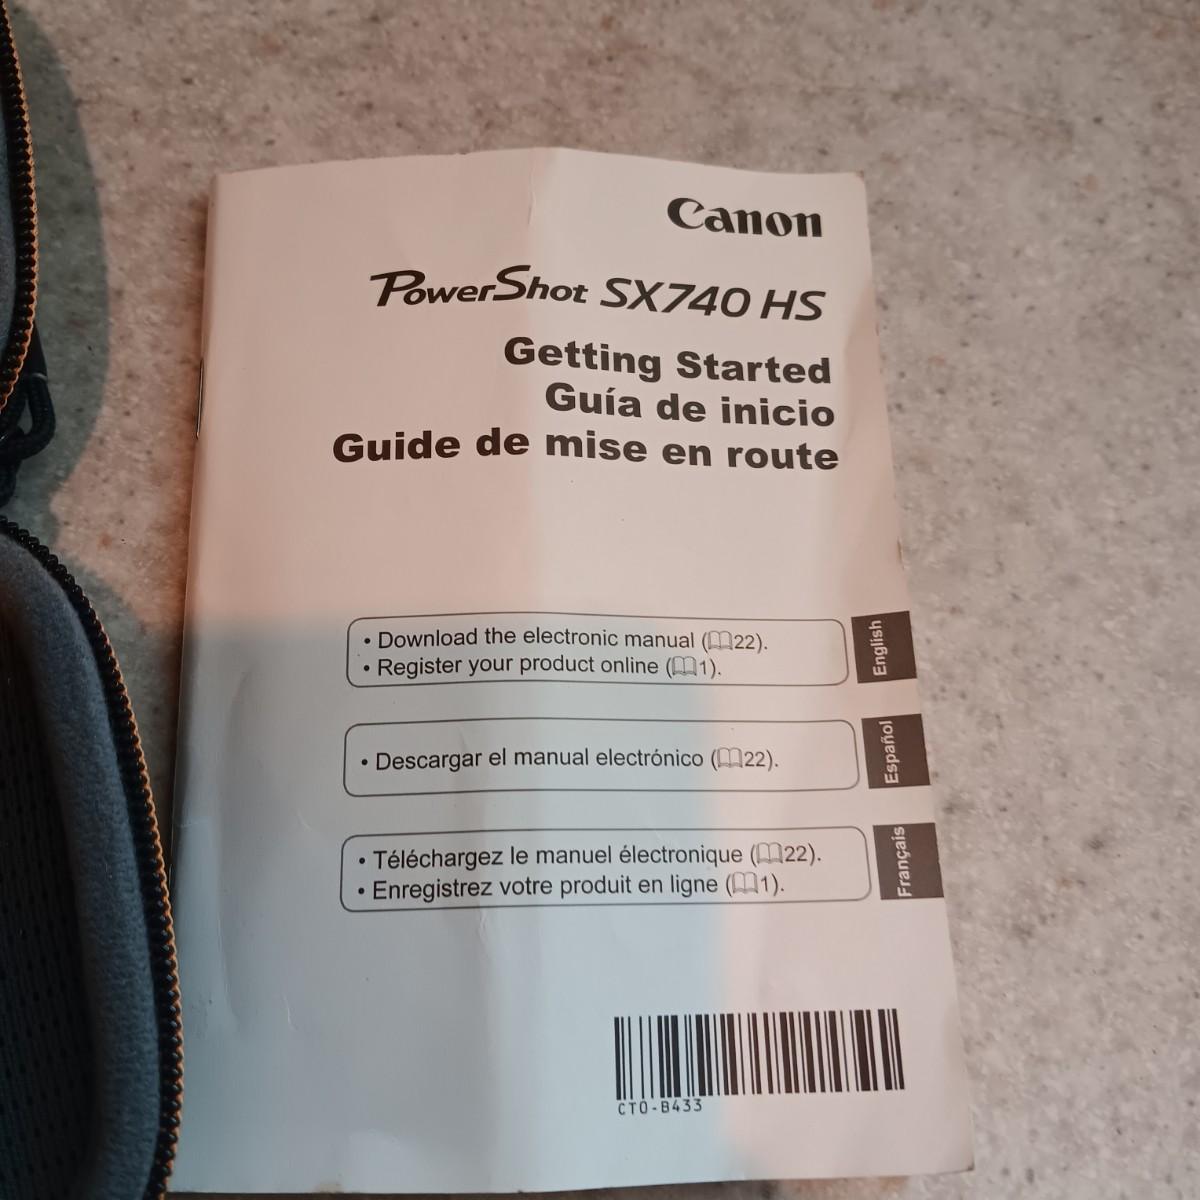 Canon
PowerShot SX740 HS
Getting Started
Guía de inicio
Guide de mise en route
• Download the electronic manual (📖22).
• Register your product online (📖1).
English
• Descargar el manual electrónico (📖22).
Español
• Téléchargez le manuel électronique (📖22).
• Enregistrez votre produit en ligne (📖1).
Français
CT0-B433